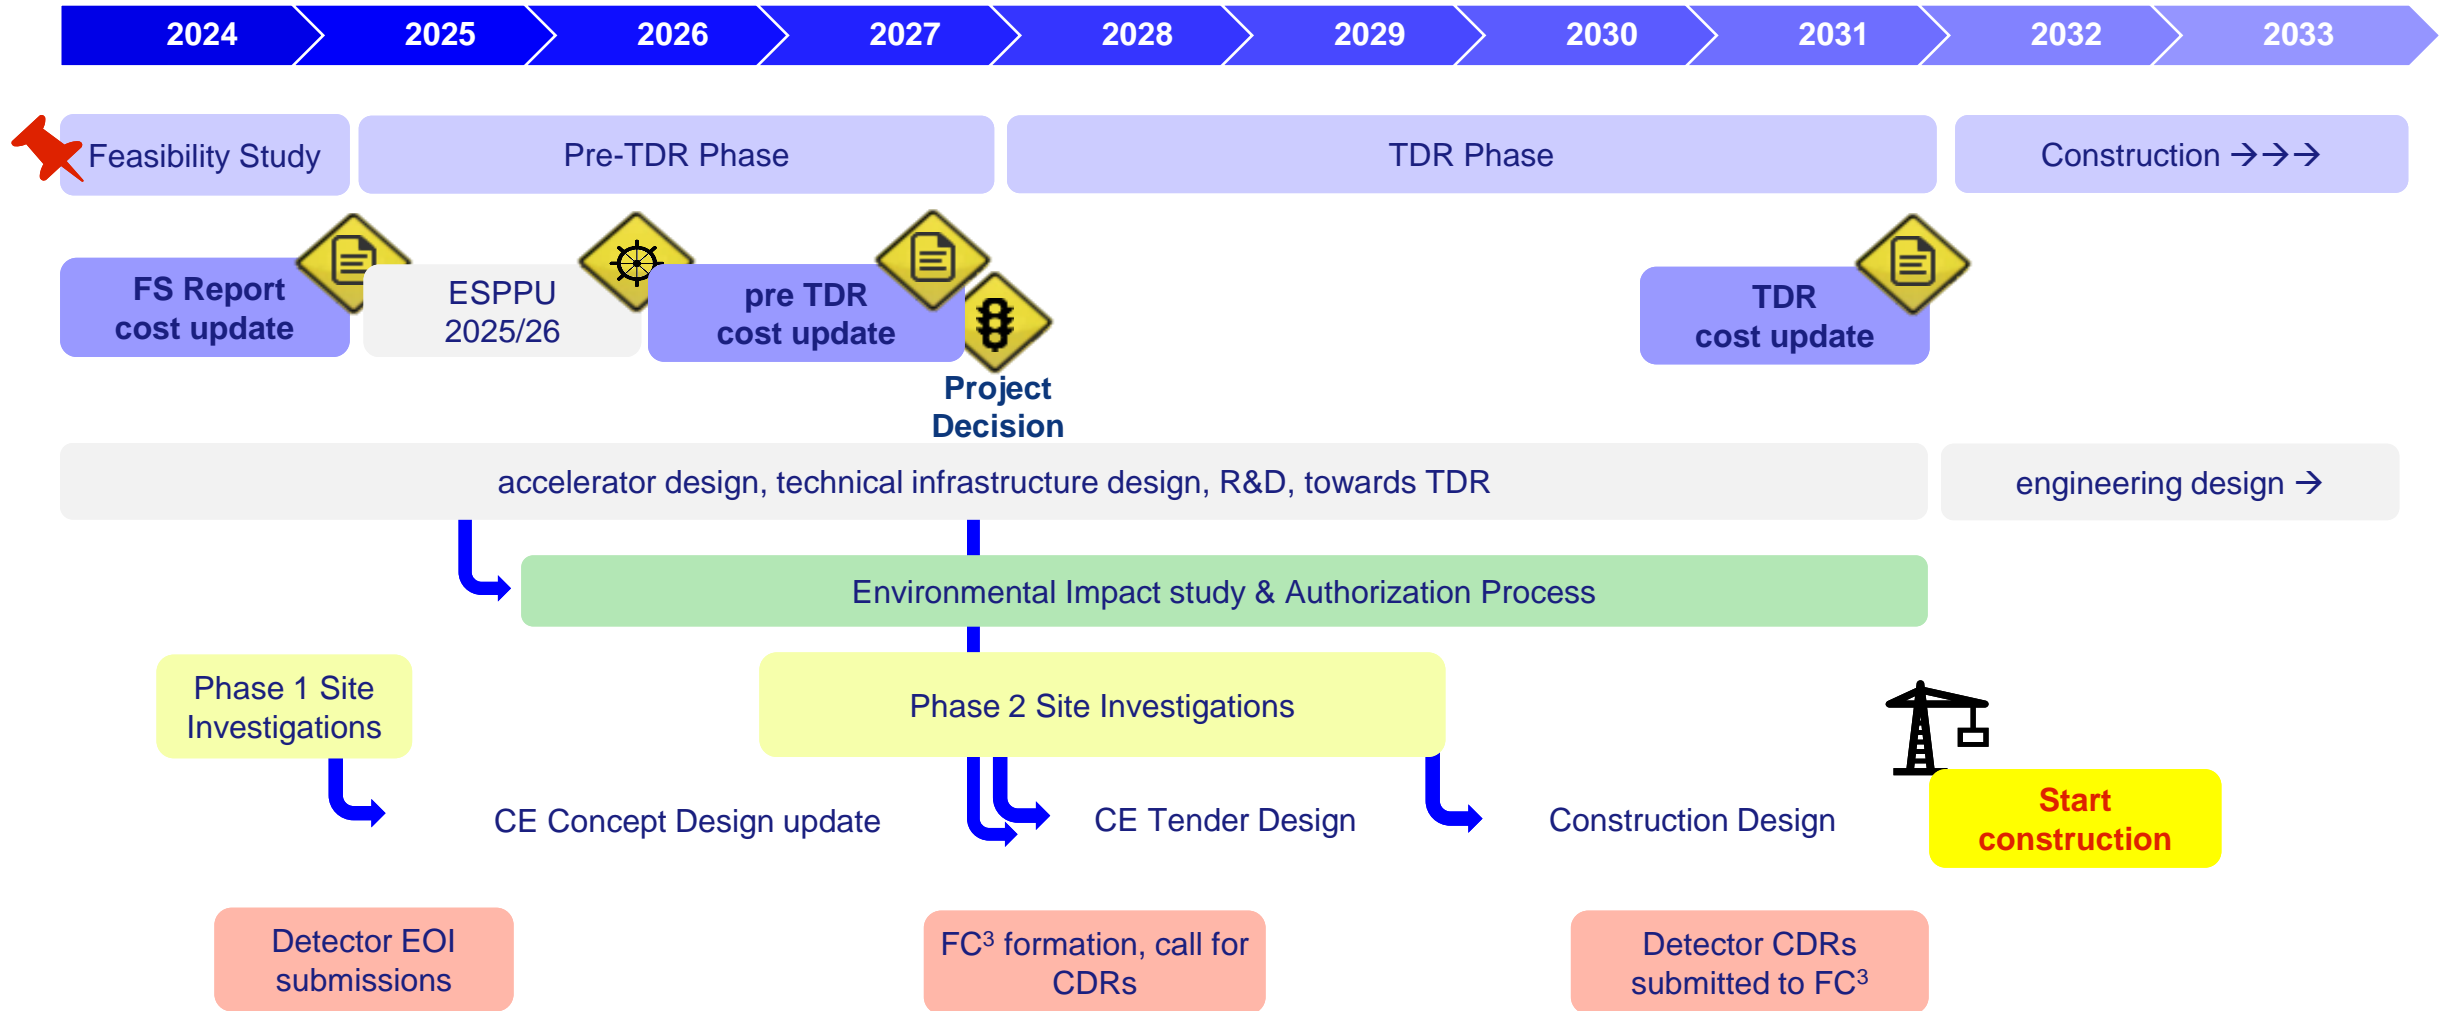 2024 2025 2026 2027 2028 2029 2030 2031 2032 2033
Feasibility Study
Pre-TDR Phase
TDR Phase
Construction →→→
FS Report
cost update
ESPPU
2025/26
pre TDR
cost update
TDR
cost update
Project
Decision
accelerator design, technical infrastructure design, R&D, towards TDR
engineering design →
Environmental Impact study & Authorization Process
Phase 1 Site
Investigations
Phase 2 Site Investigations
CE Concept Design update
CE Tender Design
Construction Design
Start
construction
Detector EOI
submissions
FC³ formation, call for
CDRs
Detector CDRs
submitted to FC³